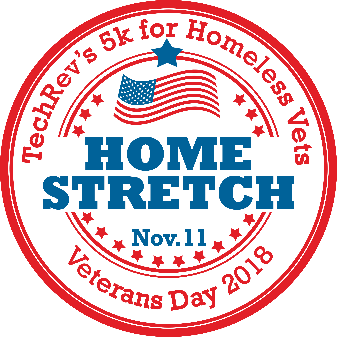 TechRev's 5k for Homeless Vets
HOME
STRETCH
Nov.11
Veterans Day 2018